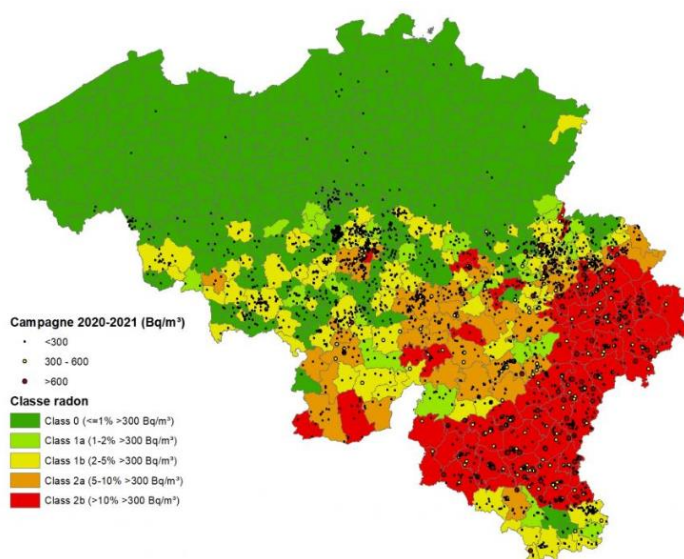 Campagne 2020-2021 (Bq/m³)
<300
300 - 600
>600
Classe radon
Class 0 (<=1% >300 Bq/m³)
Class 1a (1-2% >300 Bq/m³)
Class 1b (2-5% >300 Bq/m³)
Class 2a (5-10% >300 Bq/m³)
Class 2b (>10% >300 Bq/m³)